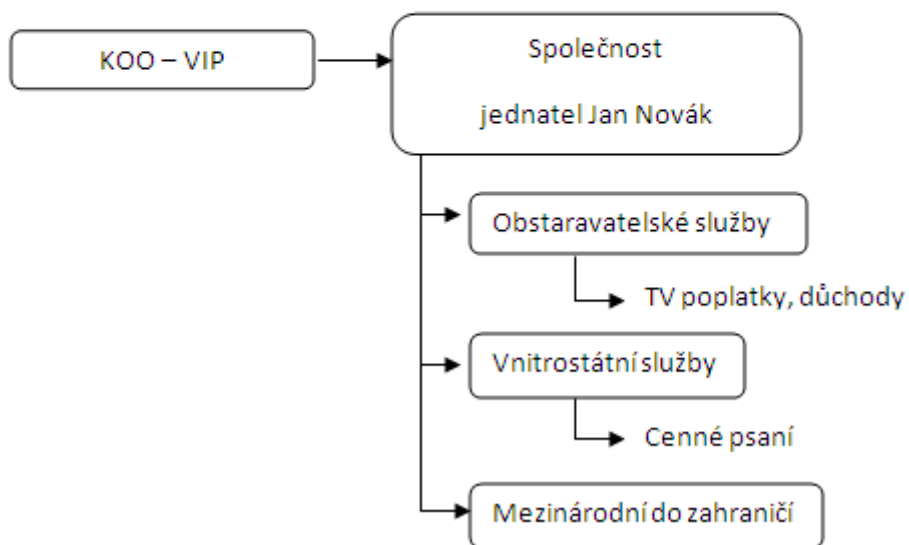 KOO – VIP
Společnost
jednatel Jan Novák
Obstaravatelské služby
TV poplatky, důchody
Vnitrostátní služby
Cenné psaní
Mezinárodní do zahraničí